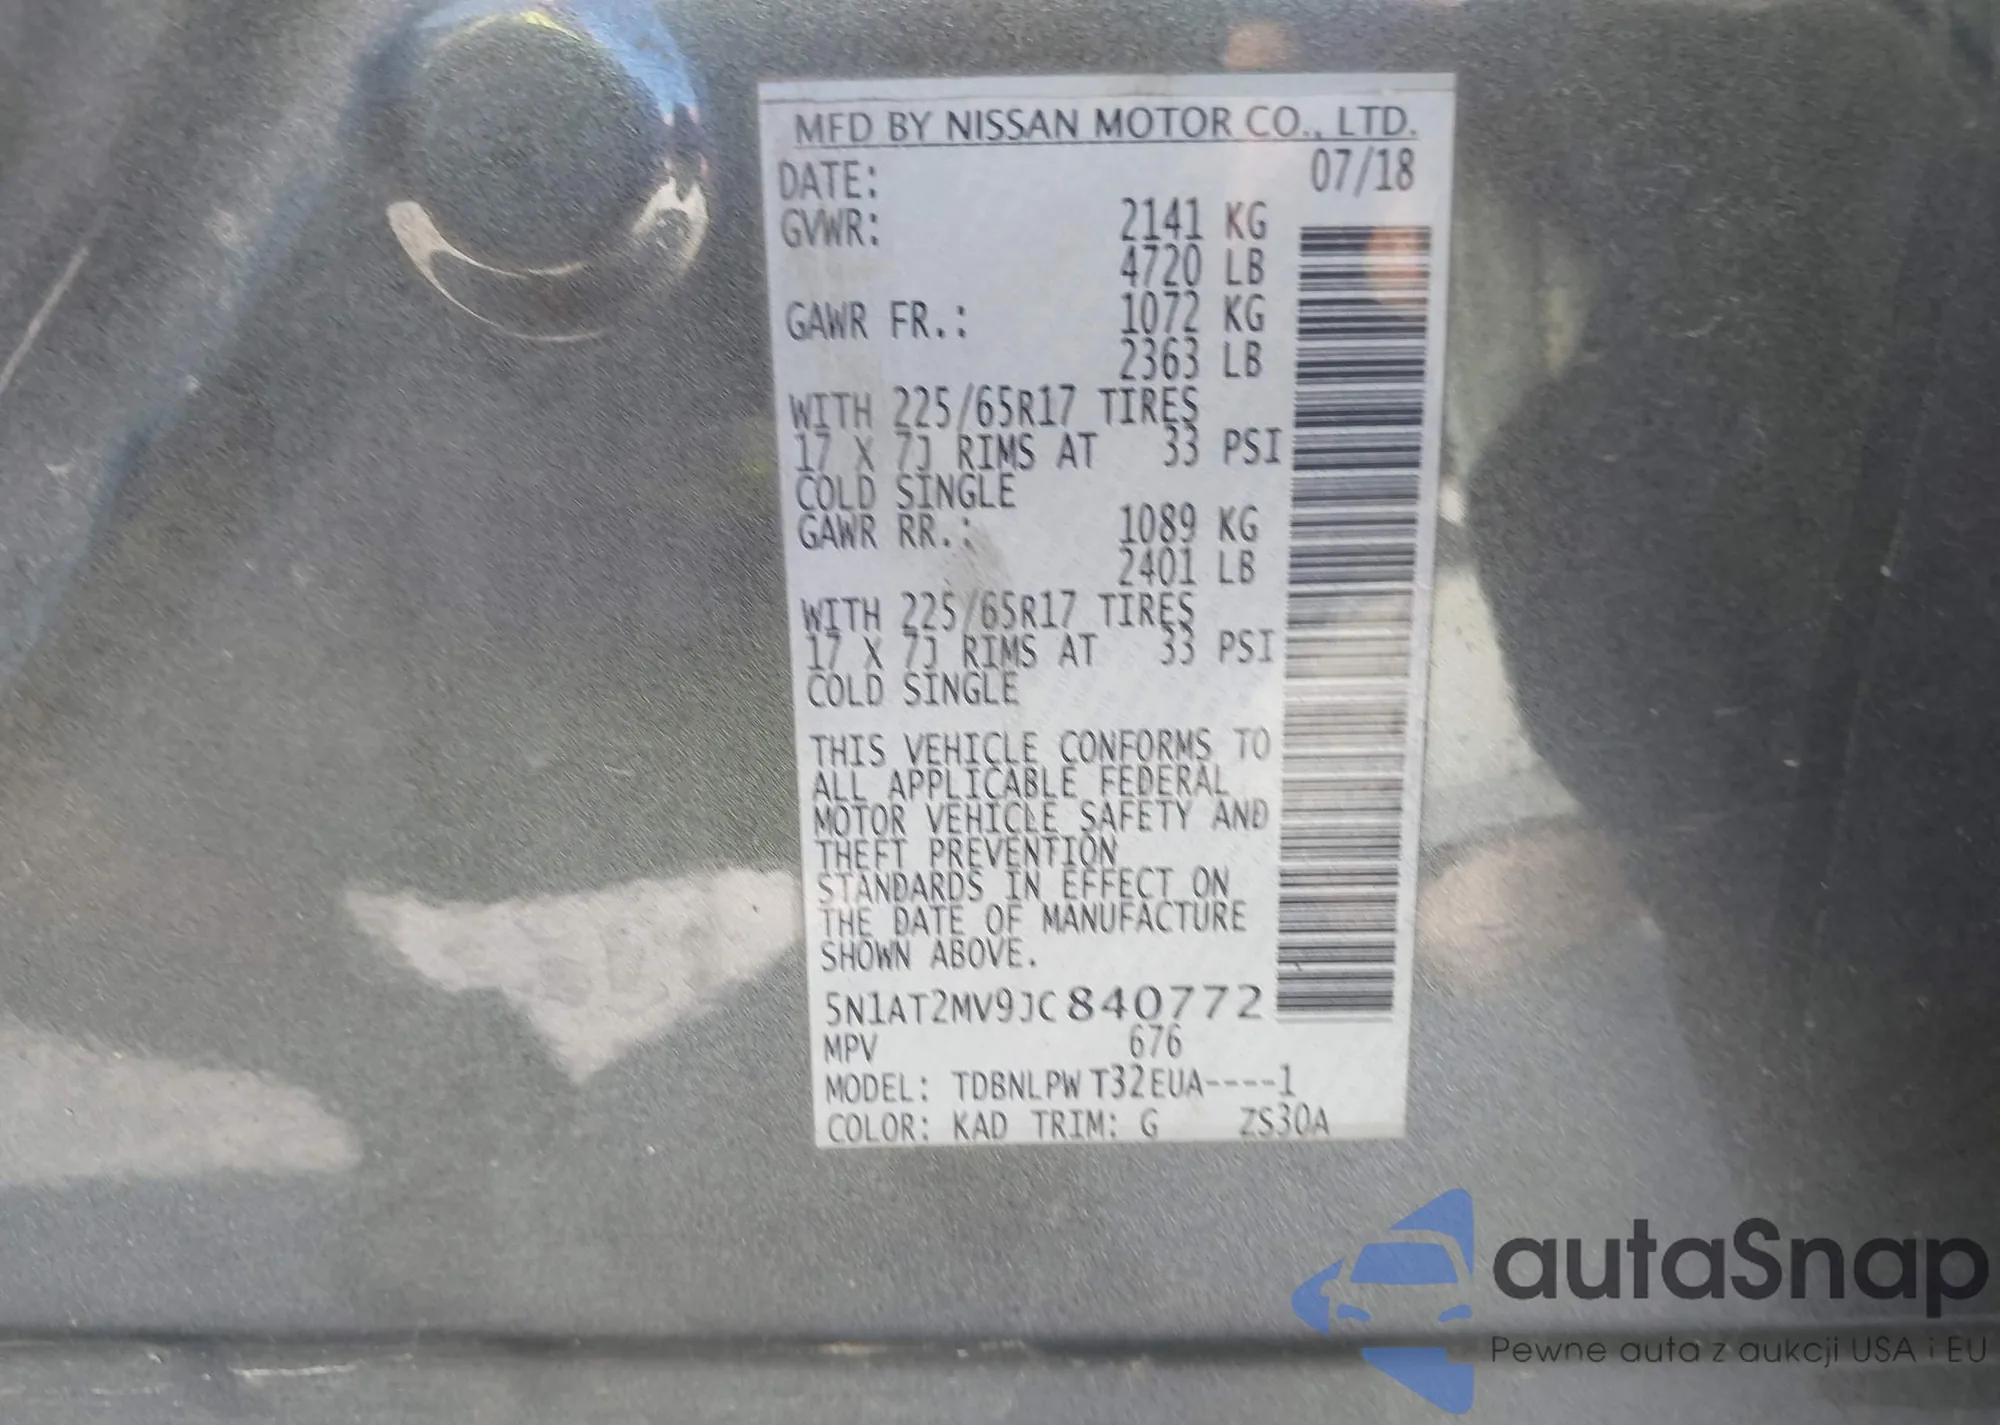 MFD BY NISSAN MOTOR CO., LTD.
DATE: 07/18
GVWR: 2141 KG
4720 LB
GAWR FR.: 1072 KG
2363 LB
WITH 225/65R17 TIRES
17 X 7J RIMS AT 33 PSI
COLD SINGLE
GAWR RR.: 1089 KG
2401 LB
WITH 225/65R17 TIRES
17 X 7J RIMS AT 33 PSI
COLD SINGLE
THIS VEHICLE CONFORMS TO
ALL APPLICABLE FEDERAL
MOTOR VEHICLE SAFETY AND
THEFT PREVENTION
STANDARDS IN EFFECT ON
THE DATE OF MANUFACTURE
SHOWN ABOVE.
5N1AT2MV9JC840772
MPV 676
MODEL: TDBNLPW T32EUA----1
COLOR: KAD TRIM: G ZS30A
autaSnap
Pewne auta z aukcji USA i EU